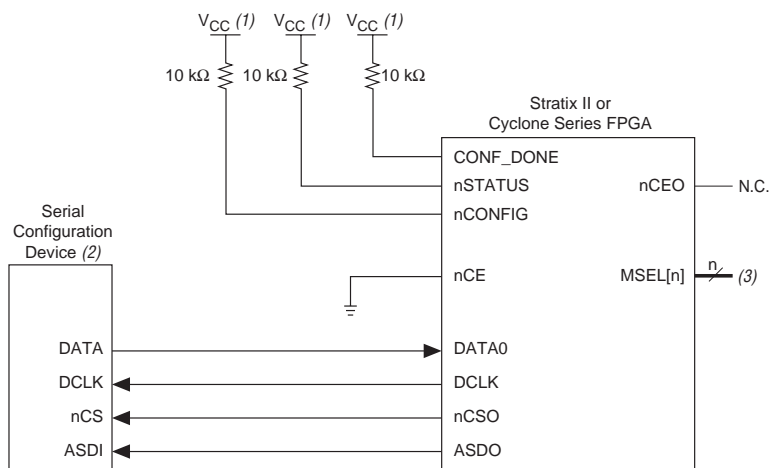 VCC (1) VCC (1) VCC (1)
10 kΩ 10 kΩ 10 kΩ
Stratix II or
Cyclone Series FPGA
CONF_DONE
nSTATUS nCEO N.C.
nCONFIG
Serial
Configuration
Device (2)
nCE MSEL[n] n (3)
DATA DATA0
DCLK DCLK
nCS nCSO
ASDI ASDO